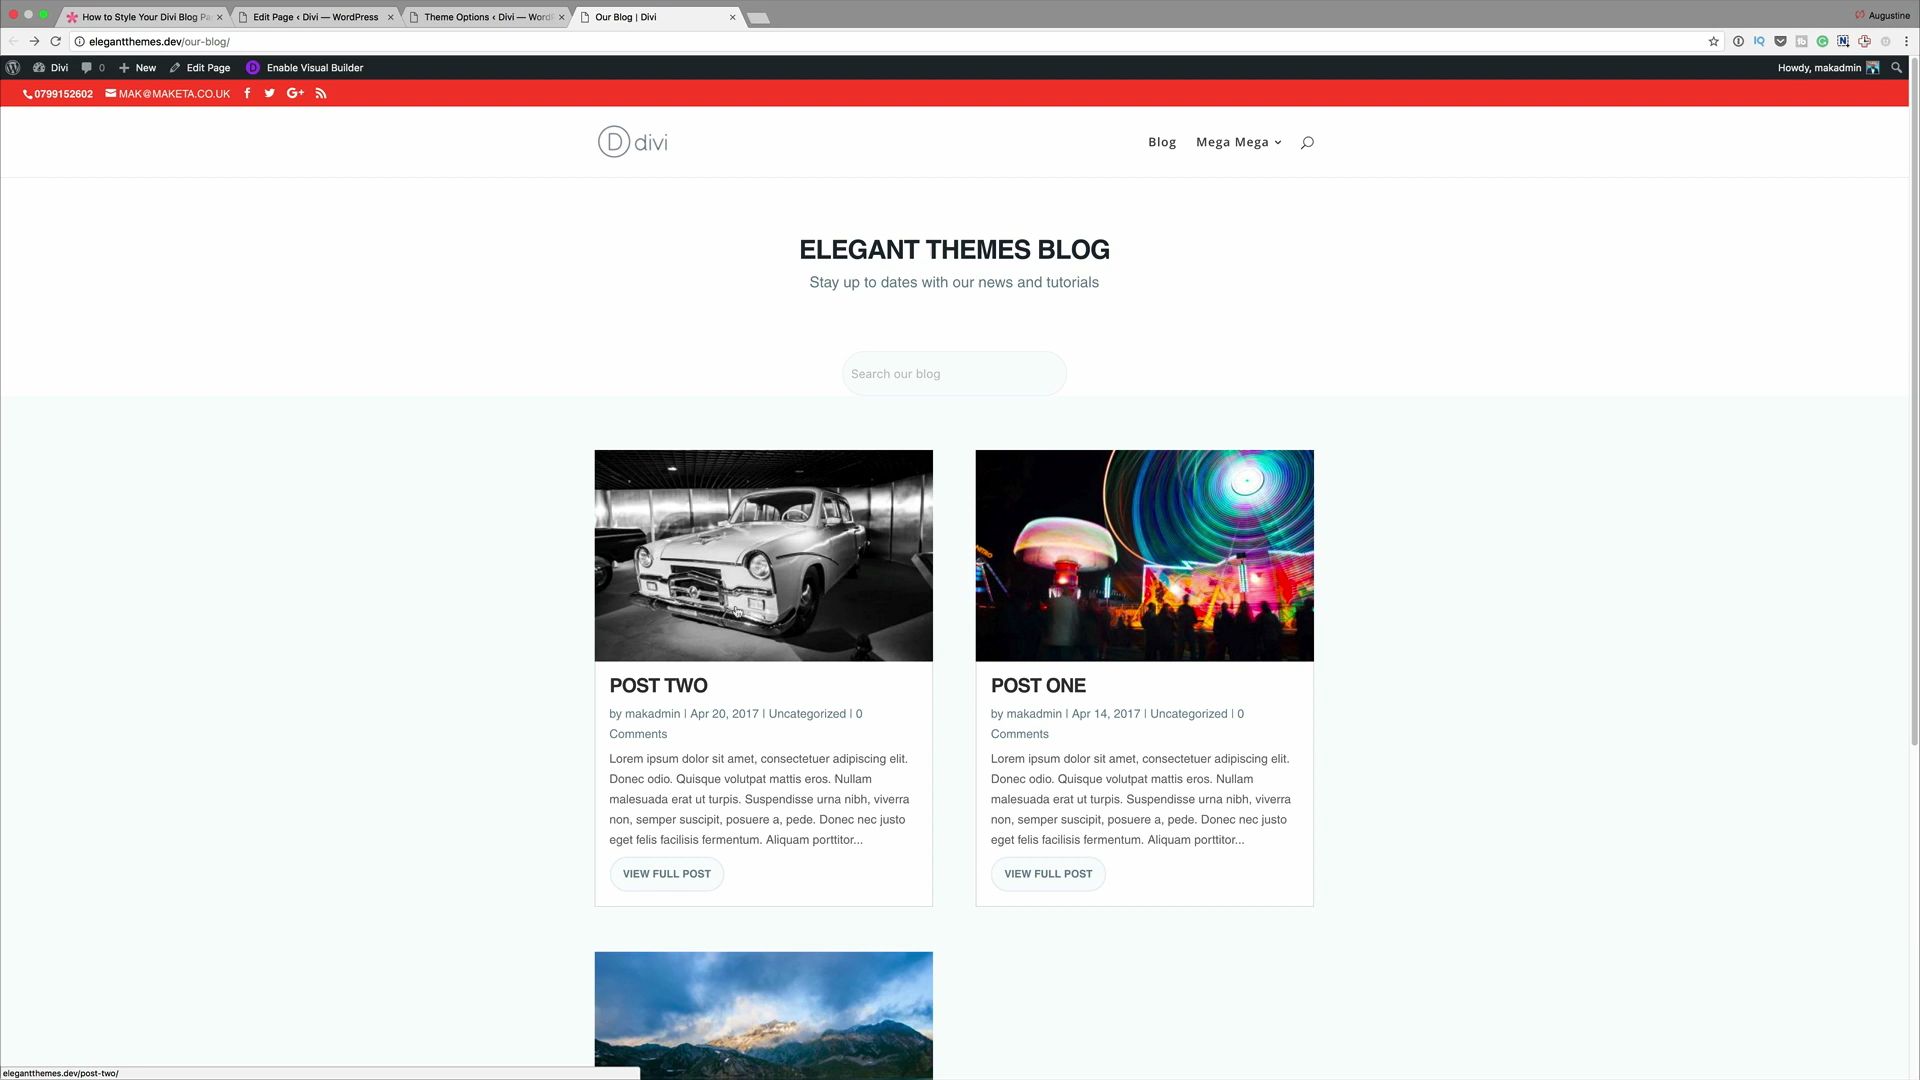 How to Style Your Divi Blog Pa
Edit Page ‹ Divi — WordPress
Theme Options ‹ Divi — Word
Our Blog | Divi
Augustine
elegantthemes.dev/our-blog/
Divi
0
New
Edit Page
Enable Visual Builder
Howdy, makadmin
0799152602
MAK@MAKETA.CO.UK
divi
Blog
Mega Mega
ELEGANT THEMES BLOG
Stay up to dates with our news and tutorials
Search our blog
POST TWO
by makadmin | Apr 20, 2017 | Uncategorized | 0
Comments
Lorem ipsum dolor sit amet, consectetuer adipiscing elit.
Donec odio. Quisque volutpat mattis eros. Nullam
malesuada erat ut turpis. Suspendisse urna nibh, viverra
non, semper suscipit, posuere a, pede. Donec nec justo
eget felis facilisis fermentum. Aliquam porttitor...
VIEW FULL POST
POST ONE
by makadmin | Apr 14, 2017 | Uncategorized | 0
Comments
Lorem ipsum dolor sit amet, consectetuer adipiscing elit.
Donec odio. Quisque volutpat mattis eros. Nullam
malesuada erat ut turpis. Suspendisse urna nibh, viverra
non, semper suscipit, posuere a, pede. Donec nec justo
eget felis facilisis fermentum. Aliquam porttitor...
VIEW FULL POST
elegantthemes.dev/post-two/